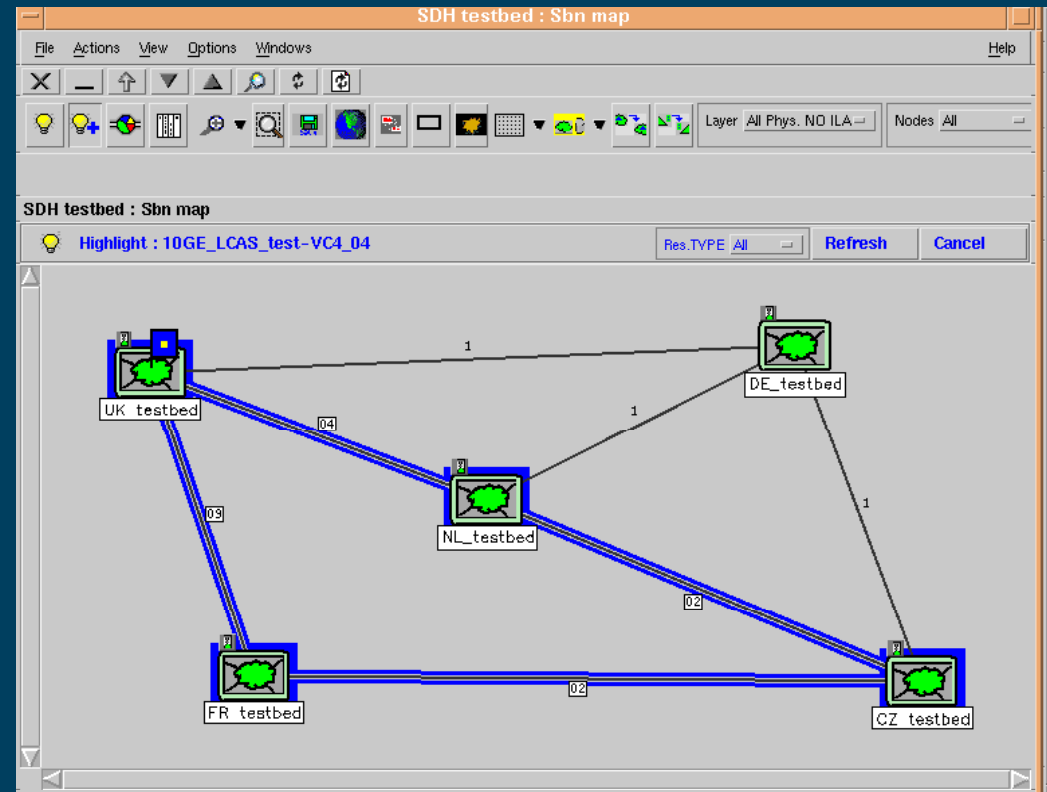 SDH testbed : Sbn map
File Actions View Options Windows Help
Layer All Phys. NO ILA Nodes All
SDH testbed : Sbn map
Highlight : 10GE_LCAS_test-VC4_04 Res.TYPE All Refresh Cancel
1
DE_testbed
UK testbed
04
1
NL_testbed
1
09
02
FR testbed
02
CZ testbed